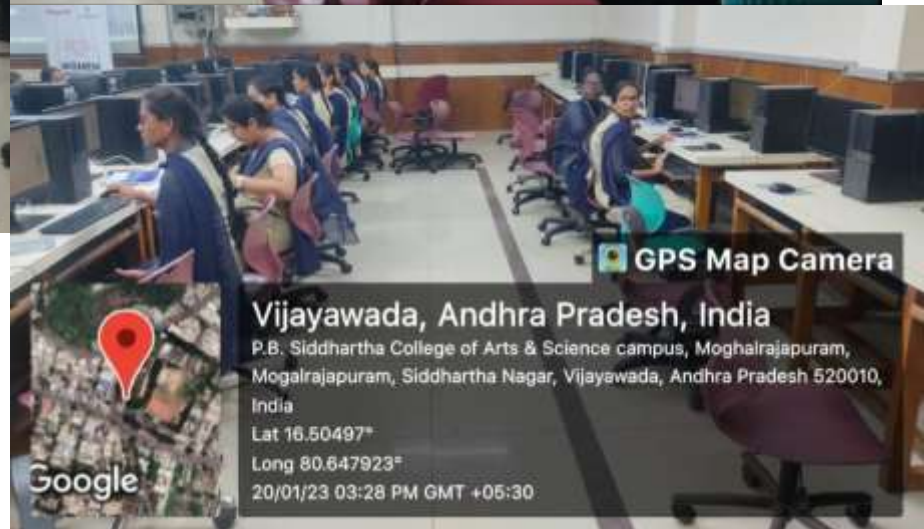 GPS Map Camera
Vijayawada, Andhra Pradesh, India
P.B. Siddhartha College of Arts & Science campus, Moghalrajapuram,
Mogalrajapuram, Siddhartha Nagar, Vijayawada, Andhra Pradesh 520010,
India
Lat 16.50497°
Long 80.647923°
20/01/23 03:28 PM GMT +05:30
Google